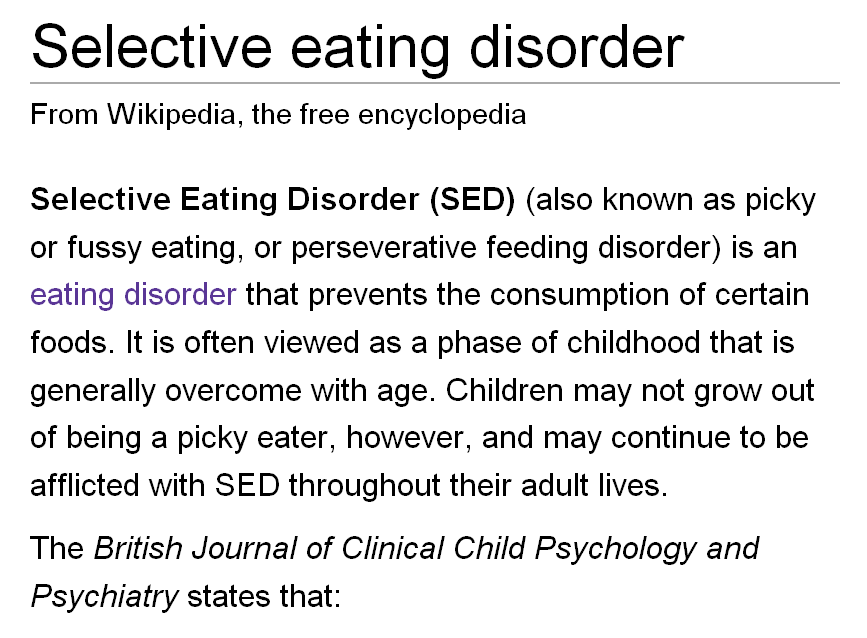 Selective eating disorder
From Wikipedia, the free encyclopedia
Selective Eating Disorder (SED) (also known as picky
or fussy eating, or perseverative feeding disorder) is an
eating disorder that prevents the consumption of certain
foods. It is often viewed as a phase of childhood that is
generally overcome with age. Children may not grow out
of being a picky eater, however, and may continue to be
afflicted with SED throughout their adult lives.
The British Journal of Clinical Child Psychology and
Psychiatry states that: